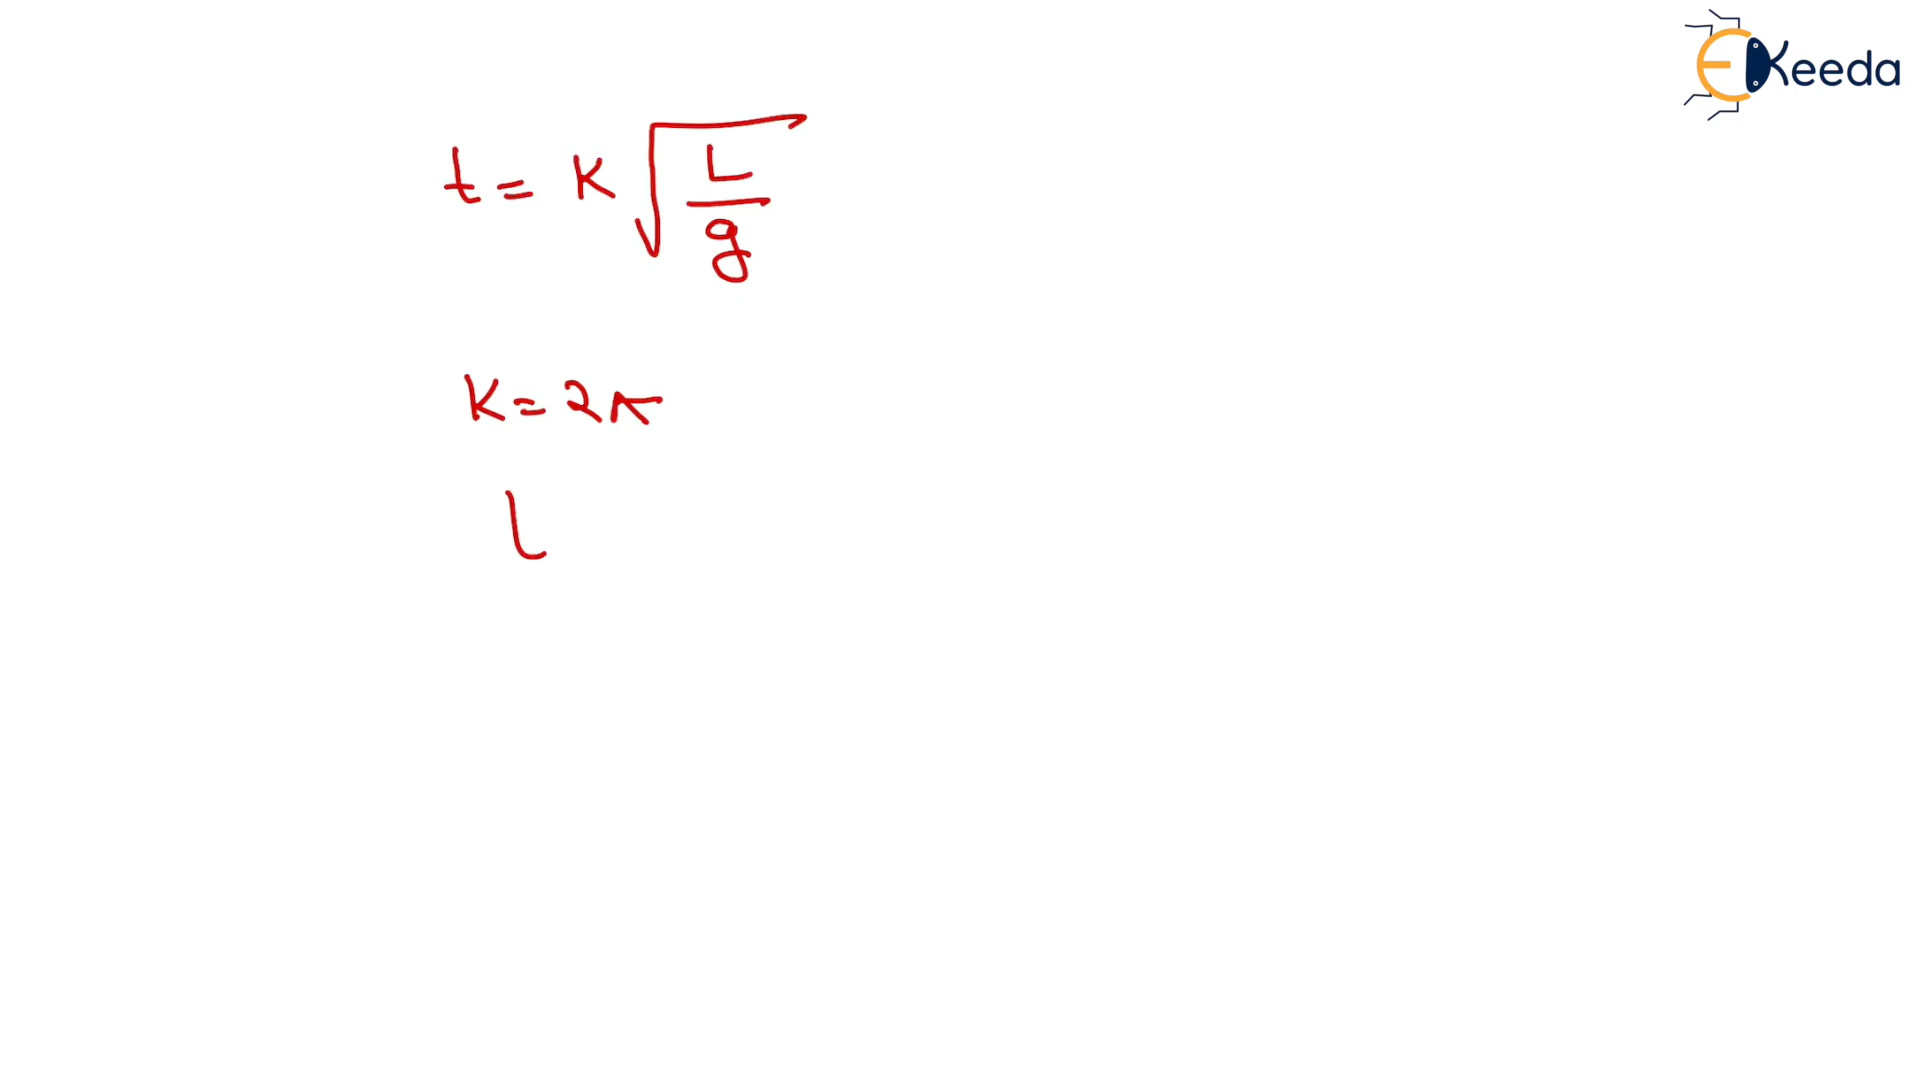 EKeeda
t = K √(L/g)
K = 2π
L